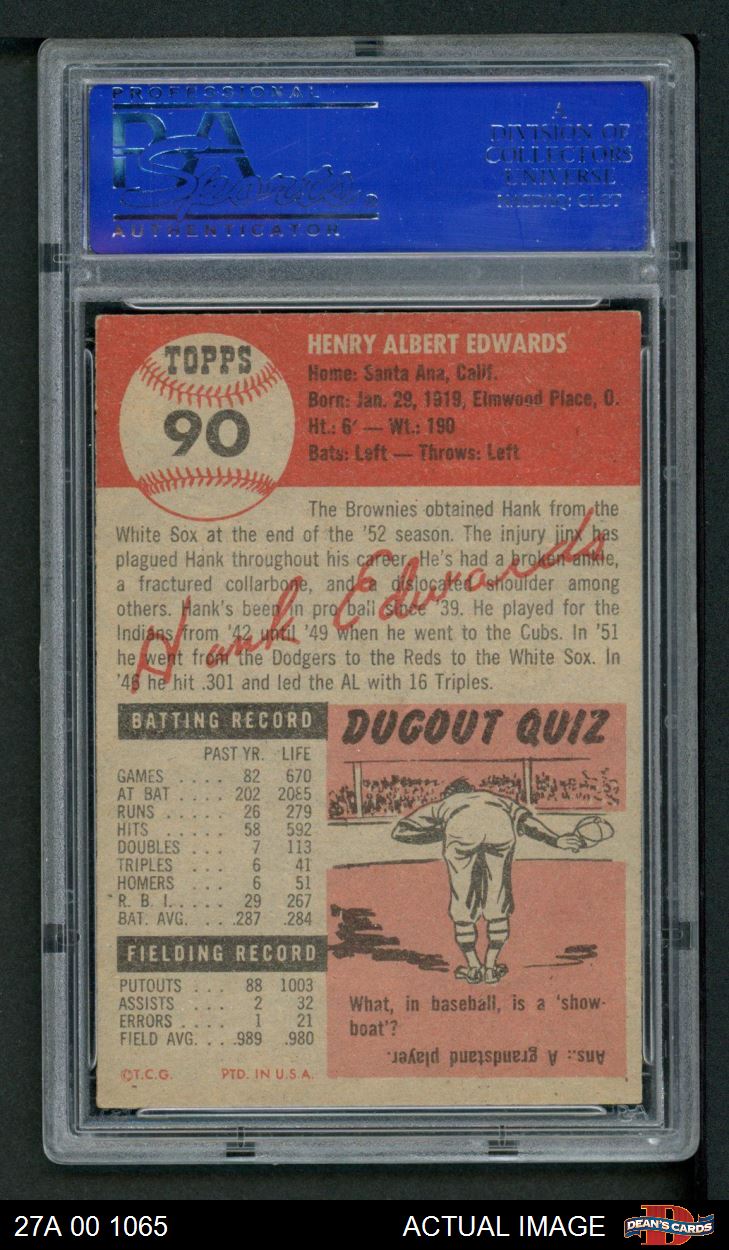 PROFESSIONAL
PSA
Sports
AUTHENTICATOR
A
DIVISION OF
COLLECTORS
UNIVERSE
NASDAQ: CLCT
TOPPS
90
HENRY ALBERT EDWARDS
Home: Santa Ana, Calif.
Born: Jan. 29, 1919, Elmwood Place, O.
Ht.: 6' — Wt.: 190
Bats: Left — Throws: Left
The Brownies obtained Hank from the
White Sox at the end of the '52 season. The injury jinx has
plagued Hank throughout his career. He's had a broken ankle,
a fractured collarbone, and a dislocated shoulder among
others. Hank's been in pro ball since '39. He played for the
Indians from '42 until '49 when he went to the Cubs. In '51
he went from the Dodgers to the Reds to the White Sox. In
'46 he hit .301 and led the AL with 16 Triples.
Hank Edwards
BATTING RECORD
PAST YR. LIFE
GAMES .... 82 670
AT BAT ..... 202 2085
RUNS .... 26 279
HITS ..... 58 592
DOUBLES .... 7 113
TRIPLES ... 6 41
HOMERS ... 6 51
R. B. I. ..... 29 267
BAT. AVG. ... .287 .284
FIELDING RECORD
PUTOUTS ... 88 1003
ASSISTS .... 2 32
ERRORS .... 1 21
FIELD AVG. ... .989 .980
©T.C.G. PTD. IN U.S.A.
DUGOUT QUIZ
What, in baseball, is a 'show-
boat'?
Ans.: A grandstand player.
27A 00 1065
ACTUAL IMAGE
DEAN'S CARDS